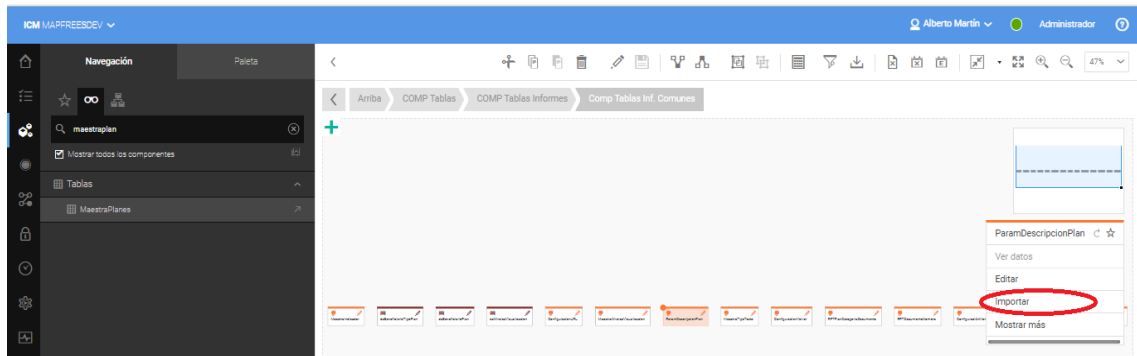 ICM MAPFREESDEV
Alberto Martín
Administrador
Navegación
Paleta
47%
Arriba
COMP Tablas
COMP Tablas Informes
Comp Tablas Inf. Comunes
maestraplan
Mostrar todos los componentes
Tablas
MaestraPlanes
ParamDescripcionPlan
Ver datos
Editar
Importar
Mostrar más